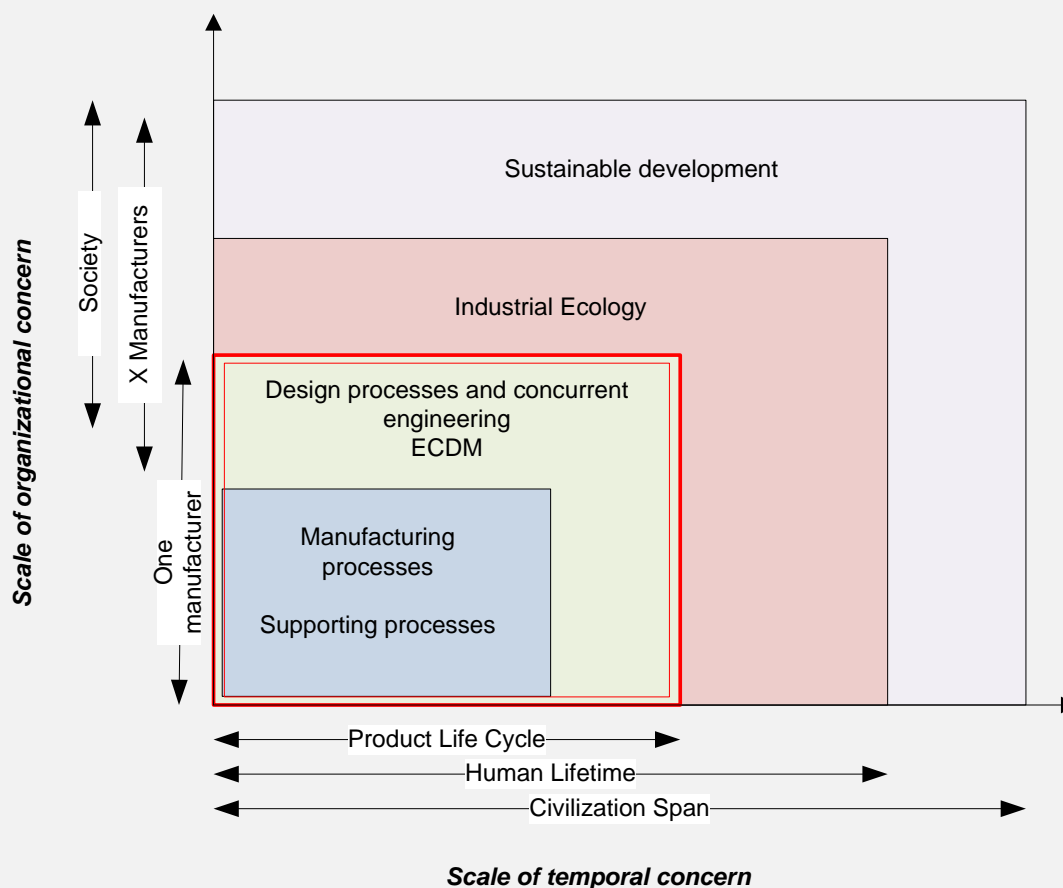 Sustainable development
Society
X Manufacturers
Scale of organizational concern
Industrial Ecology
Design processes and concurrent
engineering
ECDM
One
manufacturer
Manufacturing
processes
Supporting processes
Product Life Cycle
Human Lifetime
Civilization Span
Scale of temporal concern